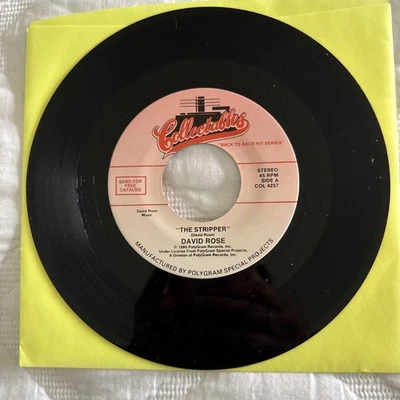 Collectables
"BACK TO BACK HIT SERIES"
SEND FOR
FREE
CATALOG
STEREO
45 RPM
SIDE A
COL 4257
David Rose
Music
"THE STRIPPER"
(David Rose)
DAVID ROSE
℗ 1986 PolyGram Records, Inc.
Under License From PolyGram Special Projects,
A Division of PolyGram Records, Inc.
MANUFACTURED BY POLYGRAM SPECIAL PROJECTS